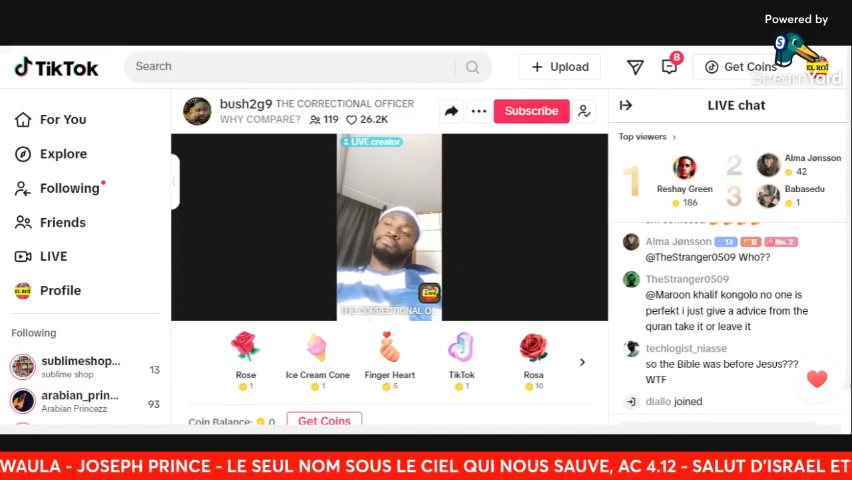 Powered by
StreamYard
TikTok
Search
Upload
8
Get Coins
EL ROÏ
For You
Explore
Following
Friends
LIVE
Profile
Following
sublimeshop...
sublime shop
13
arabian_prin...
Arabian Princezz
93
bush2g9 THE CORRECTIONAL OFFICER
WHY COMPARE? 119 26.2K
Subscribe
LIVE creator
THE CORRECTIONAL O
Rose
1
Ice Cream Cone
1
Finger Heart
5
TikTok
1
Rosa
10
Coin Balance: 0
Get Coins
LIVE chat
Top viewers
1
Reshay Green
186
2
Alma Jønsson
42
3
Babasedu
1
Alma Jønsson 13 II No. 2
@TheStranger0509 Who??
TheStranger0509
@Maroon khalif kongolo no one is
perfekt i just give a advice from the
quran take it or leave it
techlogist_niasse
so the Bible was before Jesus???
WTF
diallo joined
WAULA - JOSEPH PRINCE - LE SEUL NOM SOUS LE CIEL QUI NOUS SAUVE, AC 4.12 - SALUT D'ISRAEL ET